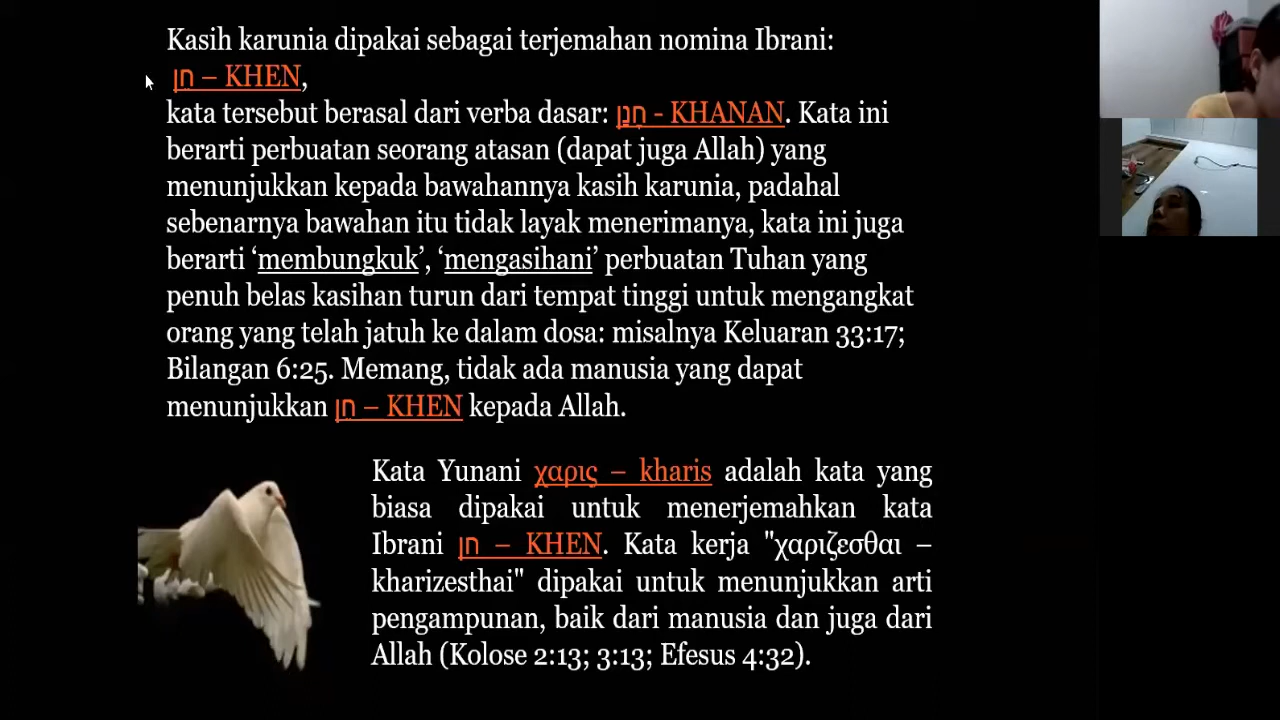 Kasih karunia dipakai sebagai terjemahan nomina Ibrani:
חֵן – KHEN,
kata tersebut berasal dari verba dasar: חָנַן - KHANAN. Kata ini
berarti perbuatan seorang atasan (dapat juga Allah) yang
menunjukkan kepada bawahannya kasih karunia, padahal
sebenarnya bawahan itu tidak layak menerimanya, kata ini juga
berarti ‘membungkuk’, ‘mengasihani’ perbuatan Tuhan yang
penuh belas kasihan turun dari tempat tinggi untuk mengangkat
orang yang telah jatuh ke dalam dosa: misalnya Keluaran 33:17;
Bilangan 6:25. Memang, tidak ada manusia yang dapat
menunjukkan חֵן – KHEN kepada Allah.
Kata Yunani χαρις – kharis adalah kata yang
biasa dipakai untuk menerjemahkan kata
Ibrani חֵן – KHEN. Kata kerja "χαριζεσθαι –
kharizesthai" dipakai untuk menunjukkan arti
pengampunan, baik dari manusia dan juga dari
Allah (Kolose 2:13; 3:13; Efesus 4:32).